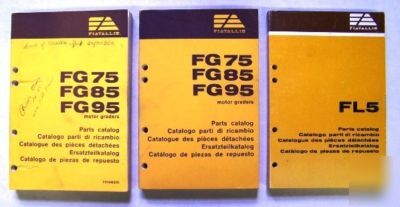 FIATALLIS
FG75
FG85
FG95
motor graders
Parts catalog
Catalogo parti di ricambio
Catalogue des pièces détachées
Ersatzteilkatalog
Catálogo de piezas de repuesto
FIATALLIS
FG75
FG85
FG95
motor graders
Parts catalog
Catalogo parti di ricambio
Catalogue des pièces détachées
Ersatzteilkatalog
Catálogo de piezas de repuesto
FIATALLIS
FL5
Parts catalog
Catalogo parti di ricambio
Catalogue des pièces détachées
Ersatzteilkatalog
Catálogo de piezas de repuesto